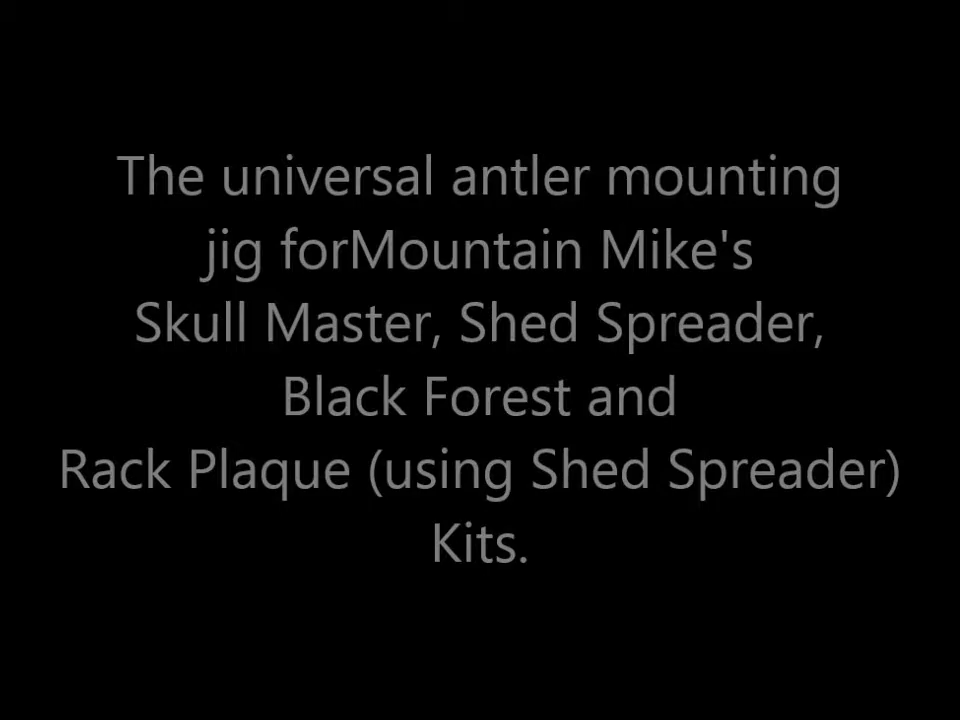 The universal antler mounting
jig forMountain Mike's
Skull Master, Shed Spreader,
Black Forest and
Rack Plaque (using Shed Spreader)
Kits.